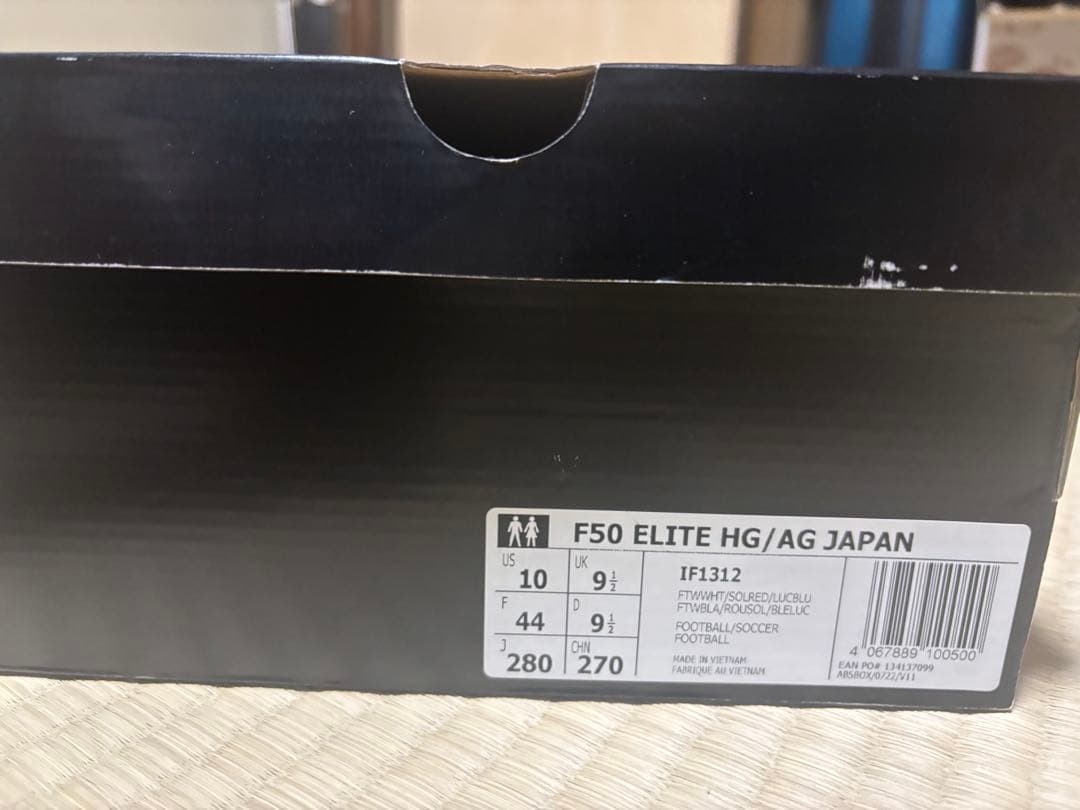 F50 ELITE HG/AG JAPAN
US 10 UK 9½
F 44 D 9½
J 280 CHN 270
IF1312
FTWWHT/SOLRED/LUCBLU
FTWBLA/ROUSOL/BLELUC
FOOTBALL/SOCCER
FOOTBALL
MADE IN VIETNAM
FABRIQUE AU VIETNAM
4 067889 100500
EAN PO# 134137099
ABSBOX/0722/V11